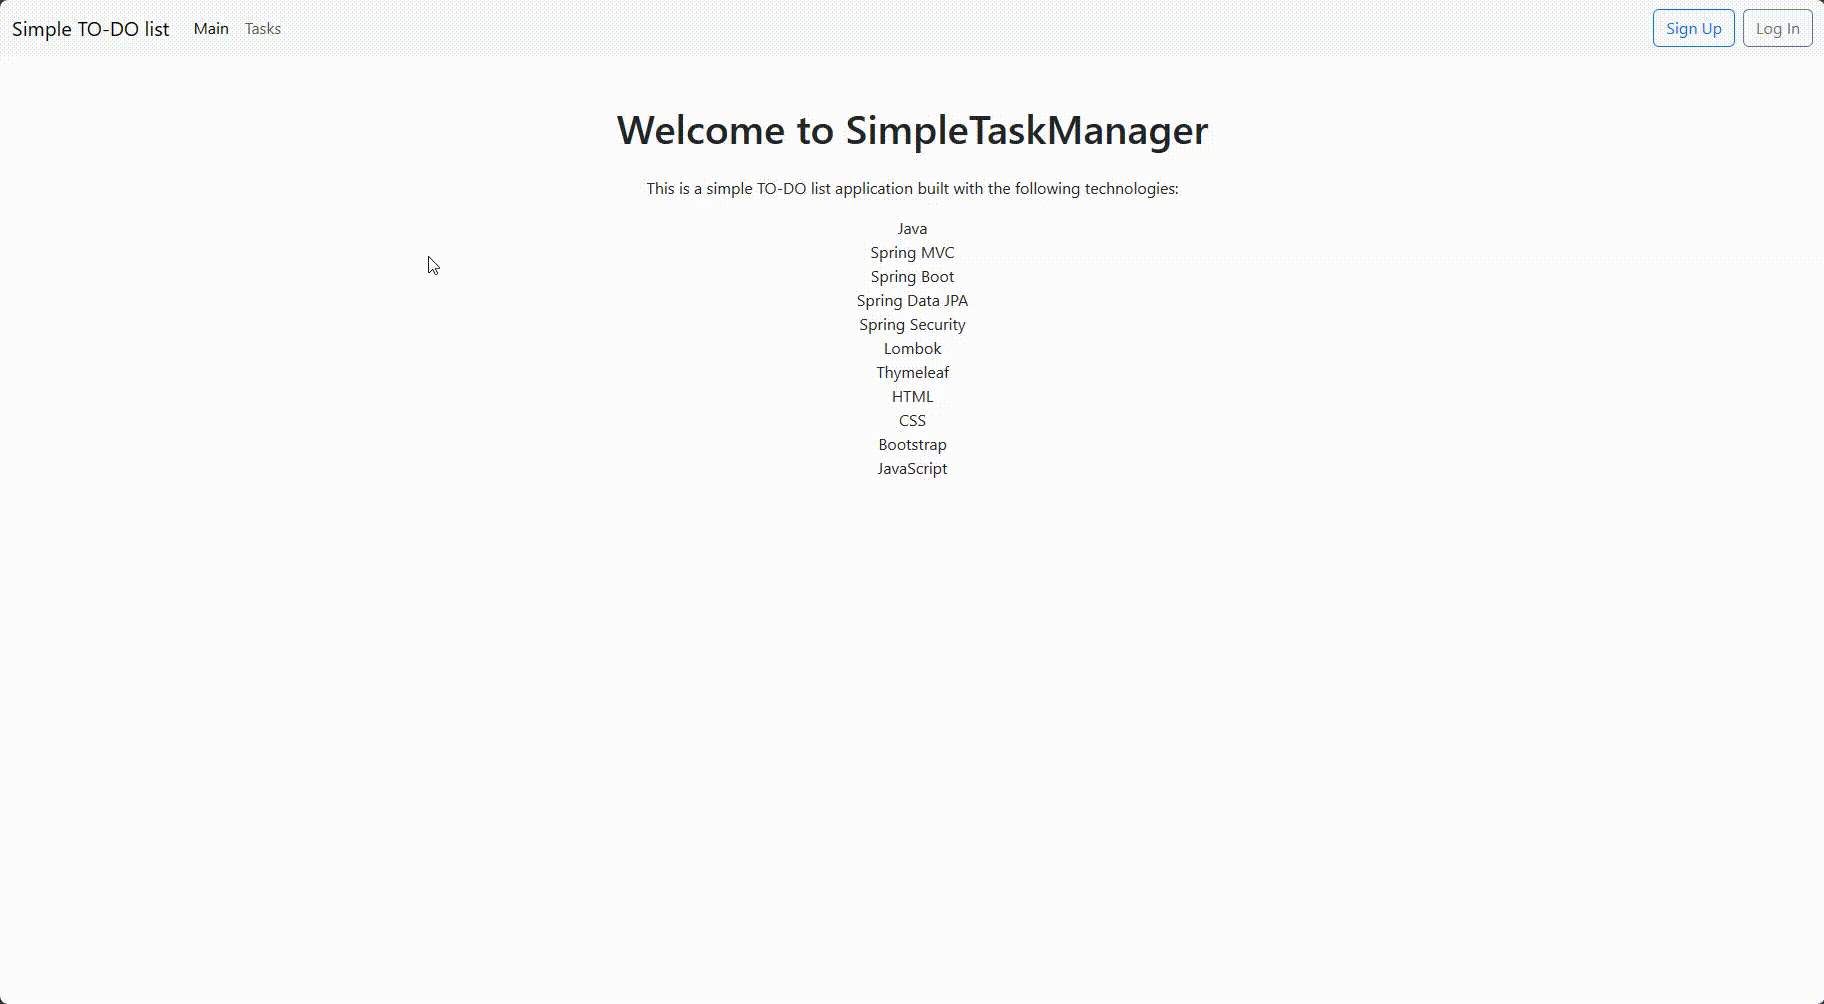 Simple TO-DO list Main Tasks Sign Up Log In
Welcome to SimpleTaskManager
This is a simple TO-DO list application built with the following technologies:
Java
Spring MVC
Spring Boot
Spring Data JPA
Spring Security
Lombok
Thymeleaf
HTML
CSS
Bootstrap
JavaScript